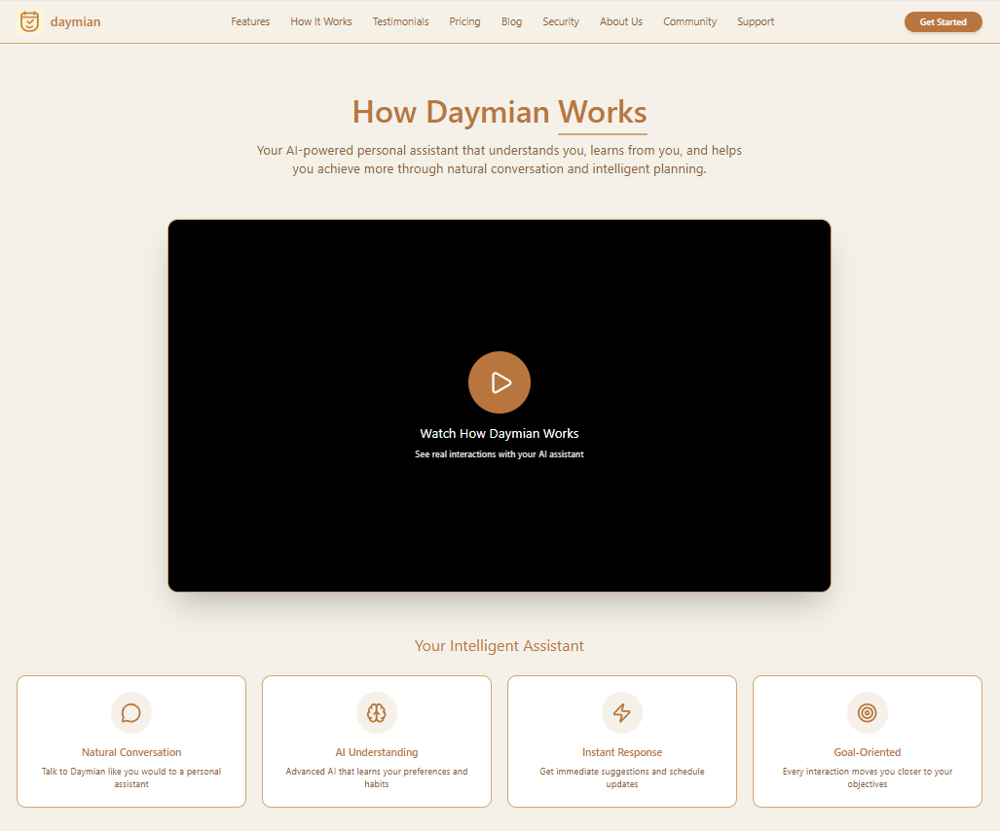 daymian
Features
How It Works
Testimonials
Pricing
Blog
Security
About Us
Community
Support
Get Started
How Daymian Works
Your AI-powered personal assistant that understands you, learns from you, and helps
you achieve more through natural conversation and intelligent planning.
Watch How Daymian Works
See real interactions with your AI assistant
Your Intelligent Assistant
Natural Conversation
Talk to Daymian like you would to a personal
assistant
AI Understanding
Advanced AI that learns your preferences and
habits
Instant Response
Get immediate suggestions and schedule
updates
Goal-Oriented
Every interaction moves you closer to your
objectives